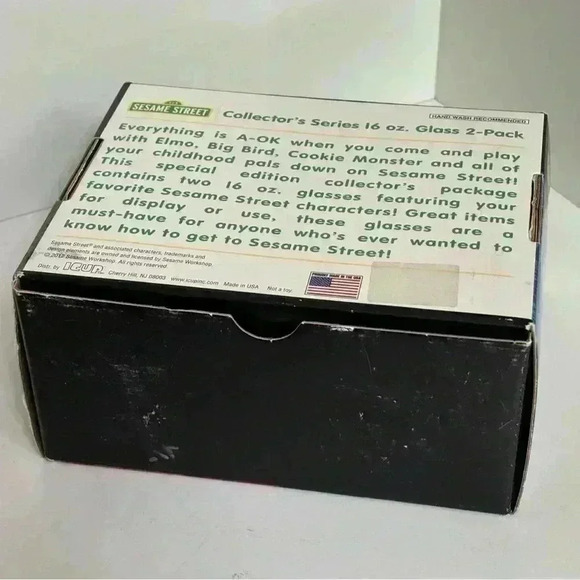 SESAME STREET
Collector's Series 16 oz. Glass 2-Pack
HAND WASH RECOMMENDED
Everything is A-OK when you come and play
with Elmo, Big Bird, Cookie Monster and all of
your childhood pals down on Sesame Street!
This special edition collector's package
contains two 16 oz. glasses featuring your
favorite Sesame Street characters! Great items
for display or use, these glasses are a
must-have for anyone who's ever wanted to
know how to get to Sesame Street!
Sesame Street® and associated characters, trademarks and
design elements are owned and licensed by Sesame Workshop.
© 2012 Sesame Workshop. All rights reserved.
Distr. by ICUP Cherry Hill, NJ 08003 www.icupinc.com Made in USA Not a toy
PROUDLY MADE IN THE USA